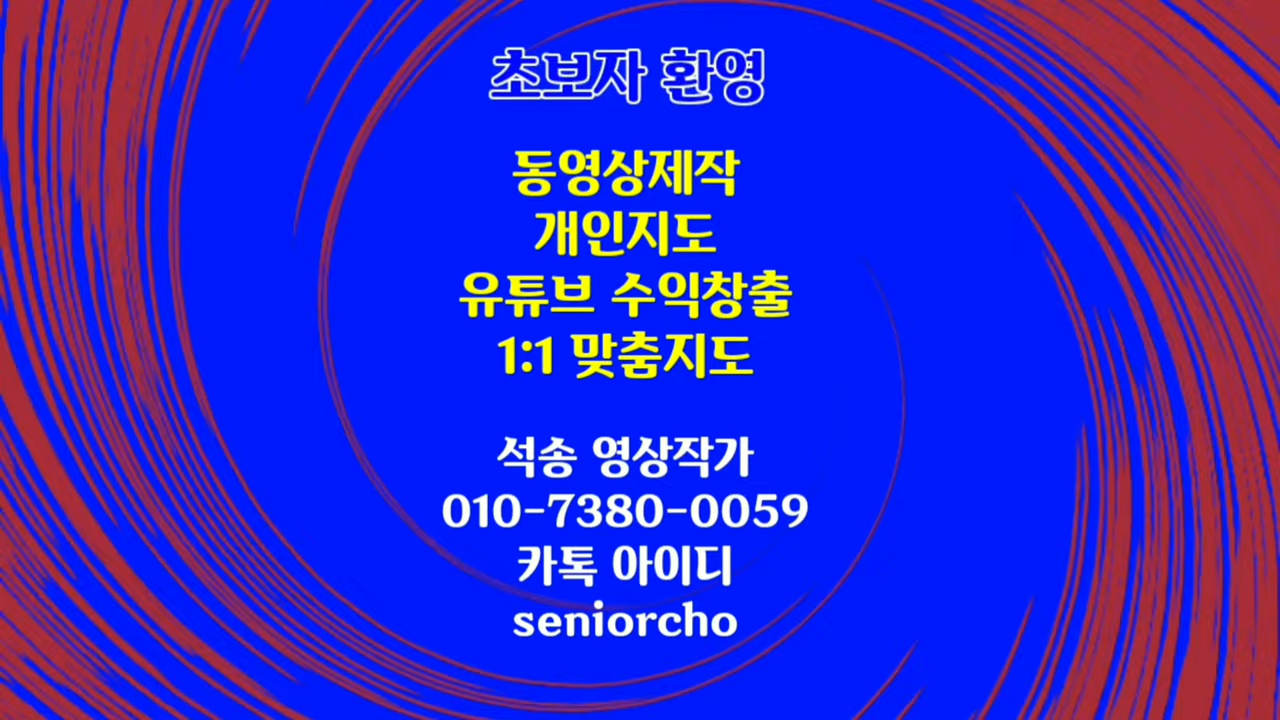 초보자 환영
동영상제작
개인지도
유튜브 수익창출
1:1 맞춤지도
석송 영상작가
010-7380-0059
카톡 아이디
seniorcho